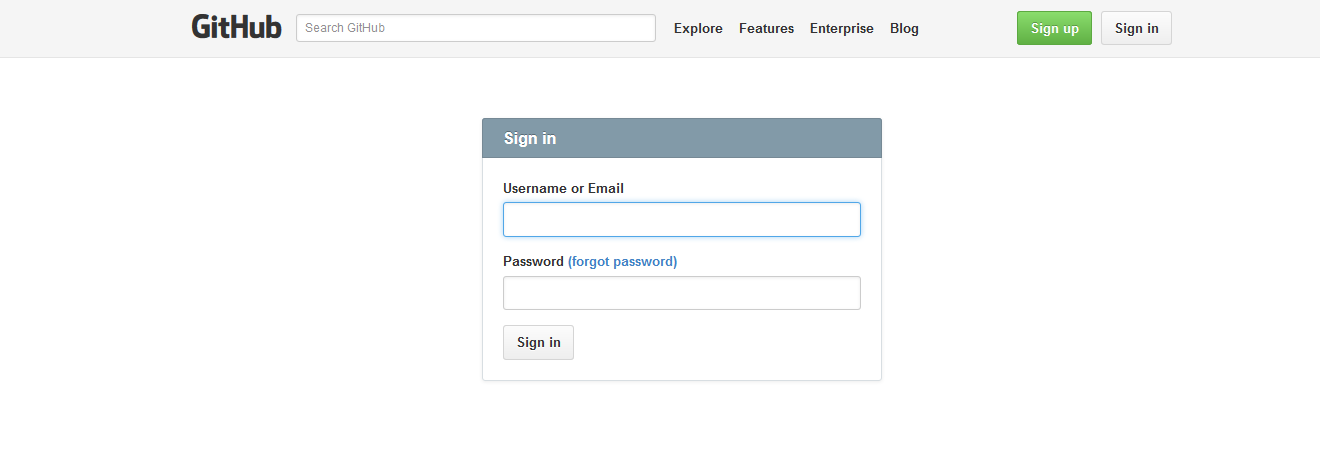 GitHub Search GitHub Explore Features Enterprise Blog Sign up Sign in
Sign in
Username or Email
Password (forgot password)
Sign in